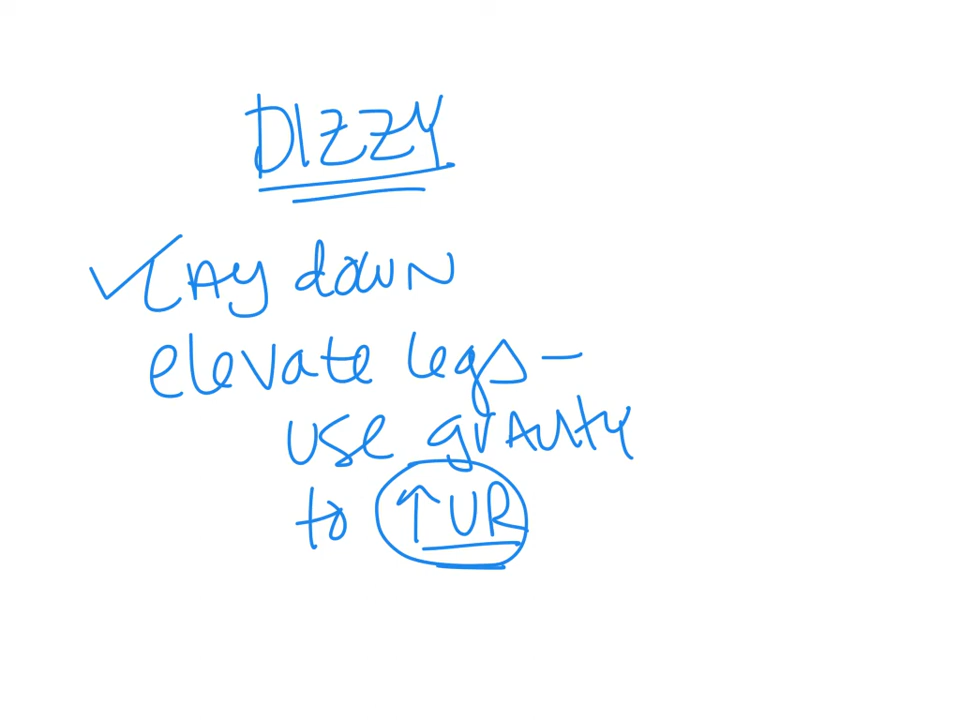 DIZZY
✓ LAY down
elevate legs –
use gravity
to ↑VR